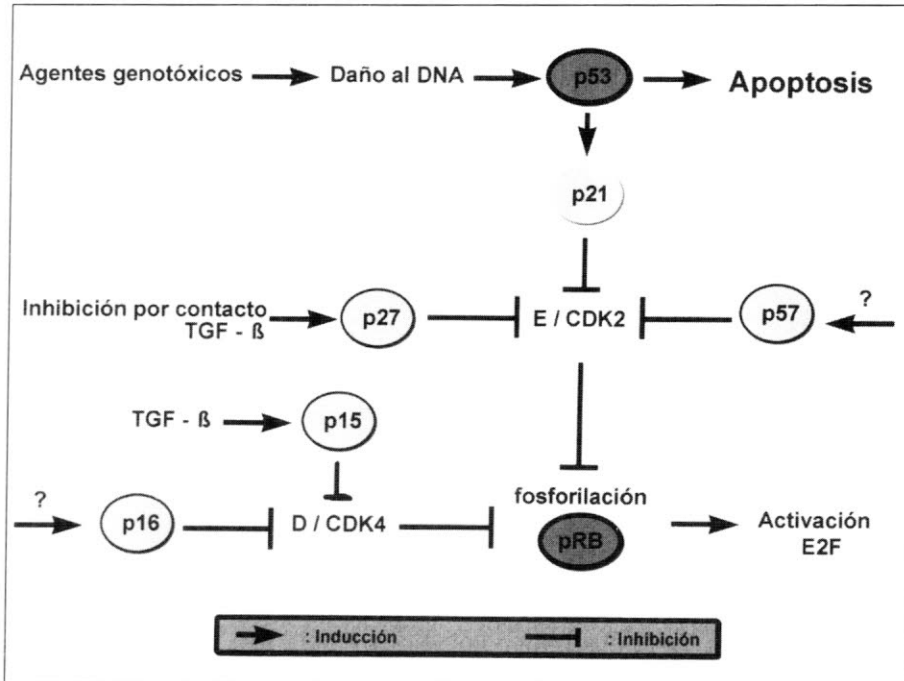 Agentes genotóxicos
Daño al DNA
p53
Apoptosis
p21
Inhibición por contacto
TGF - ß
p27
E / CDK2
p57
?
TGF - ß
p15
?
p16
D / CDK4
fosforilación
pRB
Activación
E2F
: Inducción
: Inhibición